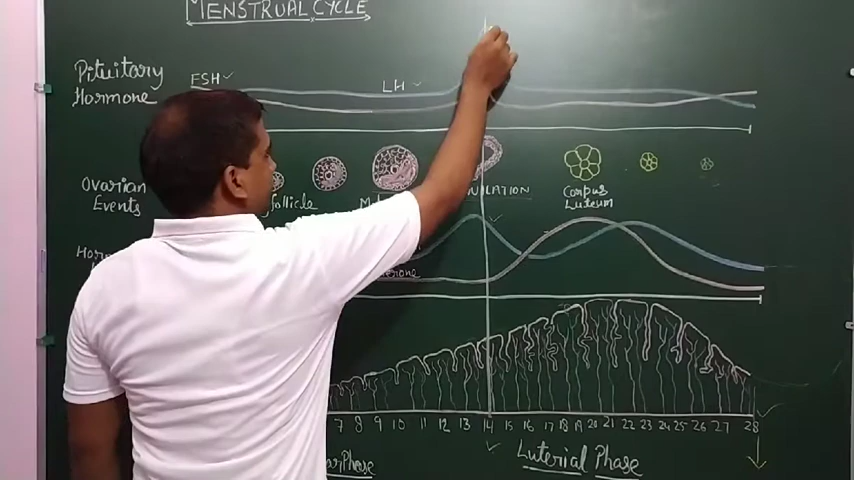 MENSTRUAL CYCLE
Pituitary
Hormone
FSH
LH
Ovarian
Events
follicle
Corpus
Luteum
7 8 9 10 11 12 13 14 15 16 17 18 19 20 21 22 23 24 25 26 27 28
Luterial Phase